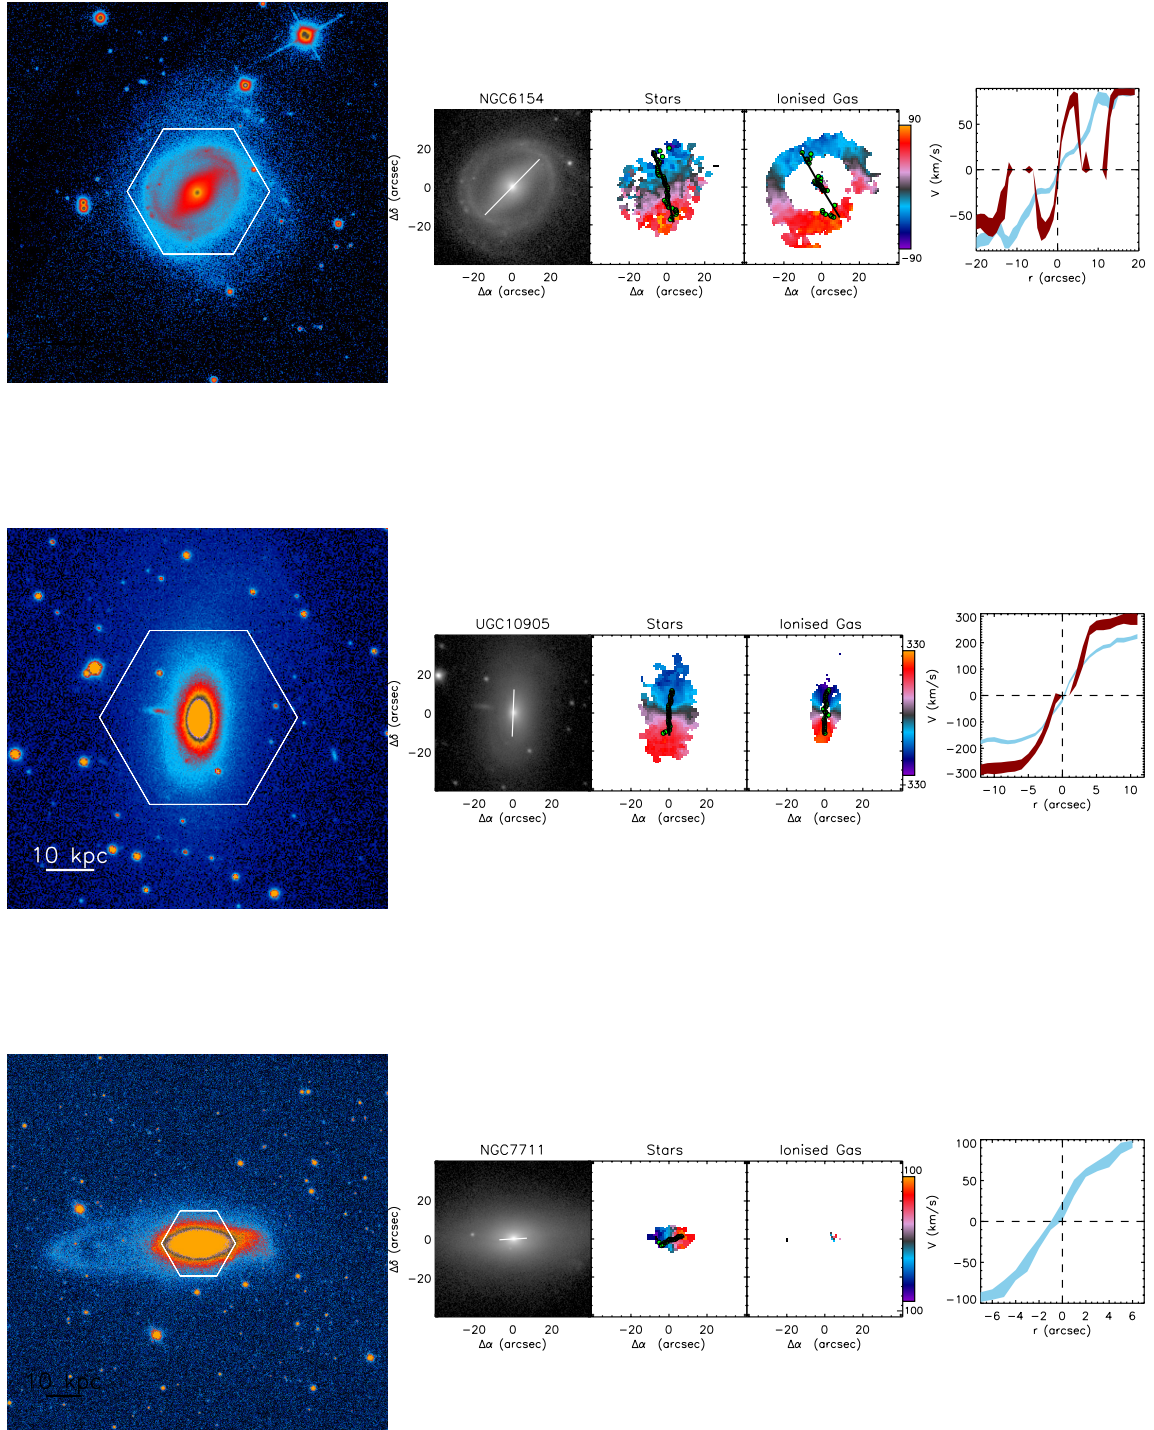 NGC6154 Stars Ionised Gas
90
−90
20
0
−20
Δδ (arcsec)
−20 0 20 −20 0 20 −20 0 20
Δα (arcsec) Δα (arcsec) Δα (arcsec)
V (km/s)
50
0
−50
−20 −10 0 10 20
r (arcsec)
UGC10905 Stars Ionised Gas
330
−330
20
0
−20
Δδ (arcsec)
−20 0 20 −20 0 20 −20 0 20
Δα (arcsec) Δα (arcsec) Δα (arcsec)
V (km/s)
300
200
100
0
−100
−200
−300
−10 −5 0 5 10
r (arcsec)
10 kpc
NGC7711 Stars Ionised Gas
100
−100
20
0
−20
Δδ (arcsec)
−20 0 20 −20 0 20 −20 0 20
Δα (arcsec) Δα (arcsec) Δα (arcsec)
V (km/s)
100
50
0
−50
−100
−6 −4 −2 0 2 4 6
r (arcsec)
10 kpc